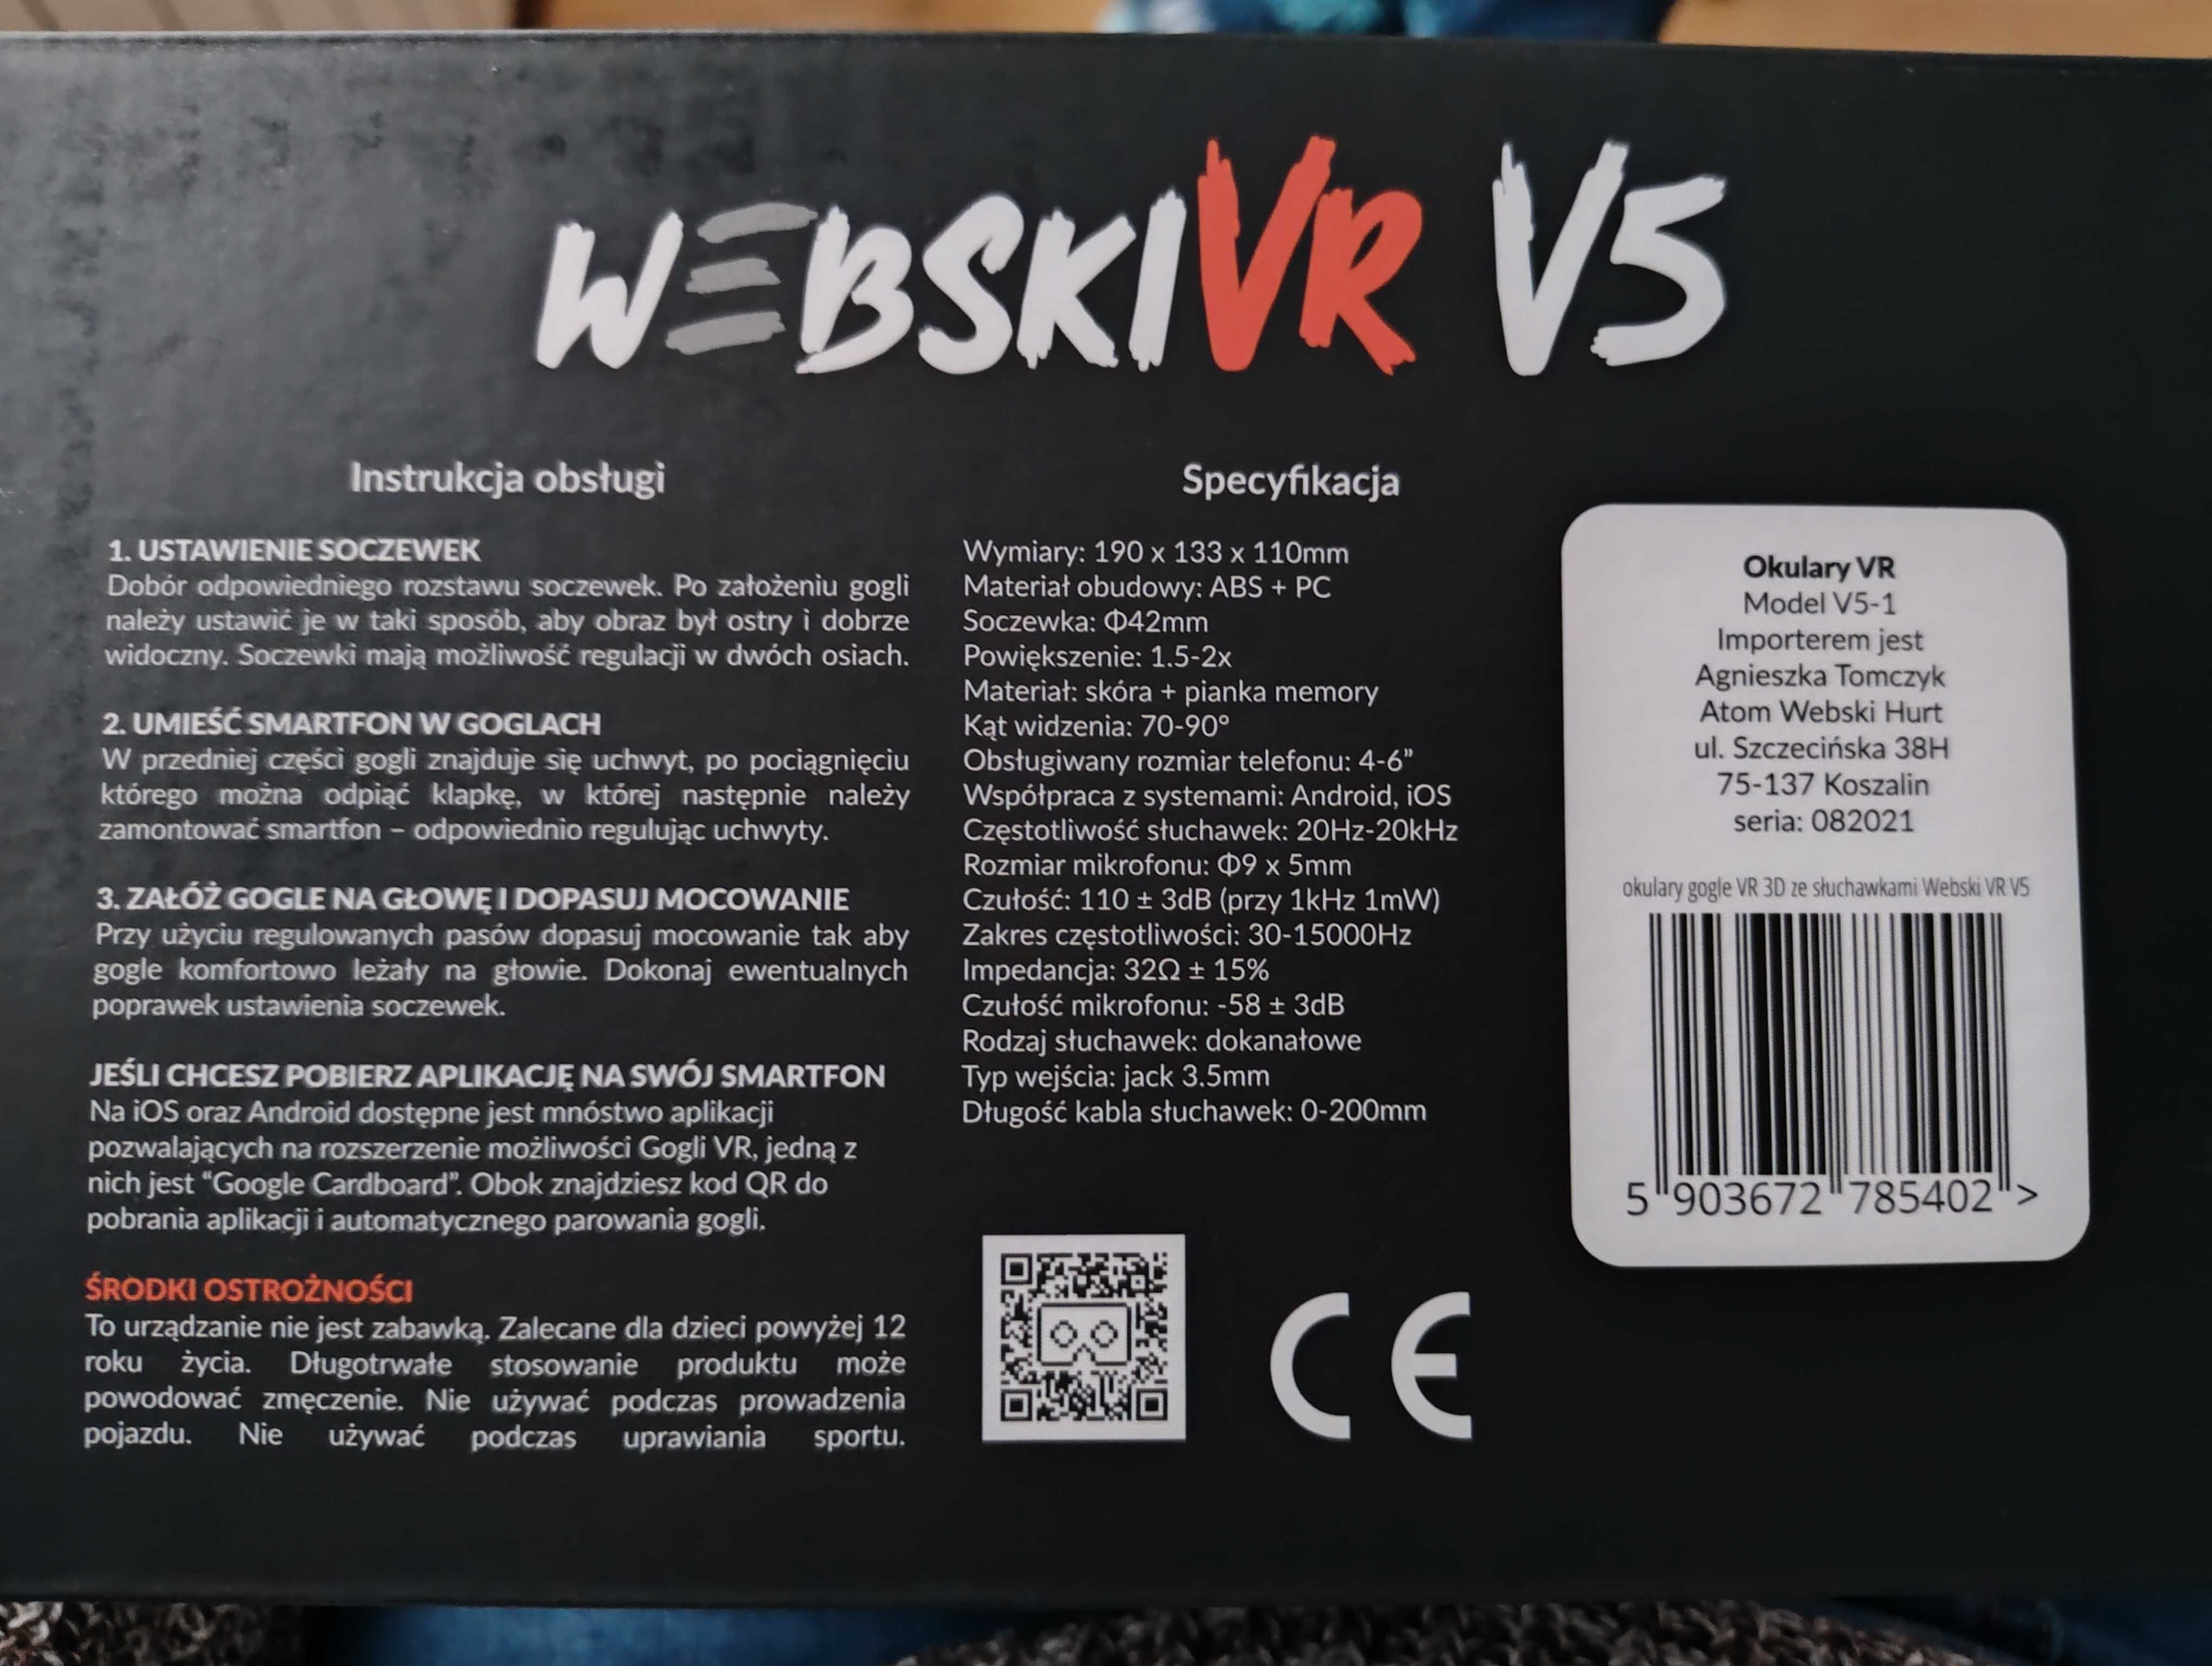 WEBSKIVR V5
Instrukcja obsługi
1. USTAWIENIE SOCZEWEK
Dobór odpowiedniego rozstawu soczewek. Po założeniu gogli
należy ustawić je w taki sposób, aby obraz był ostry i dobrze
widoczny. Soczewki mają możliwość regulacji w dwóch osiach.
2. UMIEŚĆ SMARTFON W GOGLACH
W przedniej części gogli znajduje się uchwyt, po pociągnięciu
którego można odpiąć klapkę, w której następnie należy
zamontować smartfon – odpowiednio regulując uchwyty.
3. ZAŁÓŻ GOGLE NA GŁOWĘ I DOPASUJ MOCOWANIE
Przy użyciu regulowanych pasów dopasuj mocowanie tak aby
gogle komfortowo leżały na głowie. Dokonaj ewentualnych
poprawek ustawienia soczewek.
JEŚLI CHCESZ POBIERZ APLIKACJĘ NA SWÓJ SMARTFON
Na iOS oraz Android dostępne jest mnóstwo aplikacji
pozwalających na rozszerzenie możliwości Gogli VR, jedną z
nich jest “Google Cardboard”. Obok znajdziesz kod QR do
pobrania aplikacji i automatycznego parowania gogli.
ŚRODKI OSTROŻNOŚCI
To urządzanie nie jest zabawką. Zalecane dla dzieci powyżej 12
roku życia. Długotrwałe stosowanie produktu może
powodować zmęczenie. Nie używać podczas prowadzenia
pojazdu. Nie używać podczas uprawiania sportu.
Specyfikacja
Wymiary: 190 x 133 x 110mm
Materiał obudowy: ABS + PC
Soczewka: Φ42mm
Powiększenie: 1.5-2x
Materiał: skóra + pianka memory
Kąt widzenia: 70-90°
Obsługiwany rozmiar telefonu: 4-6”
Współpraca z systemami: Android, iOS
Częstotliwość słuchawek: 20Hz-20kHz
Rozmiar mikrofonu: Φ9 x 5mm
Czułość: 110 ± 3dB (przy 1kHz 1mW)
Zakres częstotliwości: 30-15000Hz
Impedancja: 32Ω ± 15%
Czułość mikrofonu: -58 ± 3dB
Rodzaj słuchawek: dokanałowe
Typ wejścia: jack 3.5mm
Długość kabla słuchawek: 0-200mm
CE
Okulary VR
Model V5-1
Importerem jest
Agnieszka Tomczyk
Atom Webski Hurt
ul. Szczecińska 38H
75-137 Koszalin
seria: 082021
okulary gogle VR 3D ze słuchawkami Webski VR V5
5 903672 785402 >